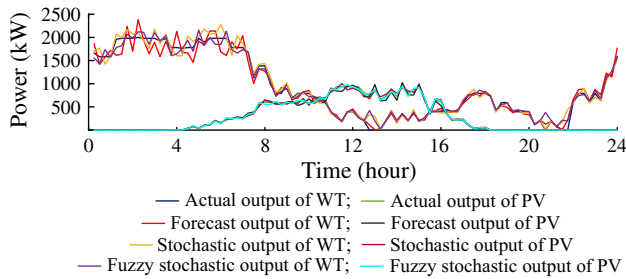 2500
2000
1500
1000
500
Power (kW)
0 4 8 12 16 20 24
Time (hour)
Actual output of WT; Actual output of PV
Forecast output of WT; Forecast output of PV
Stochastic output of WT; Stochastic output of PV
Fuzzy stochastic output of WT; Fuzzy stochastic output of PV